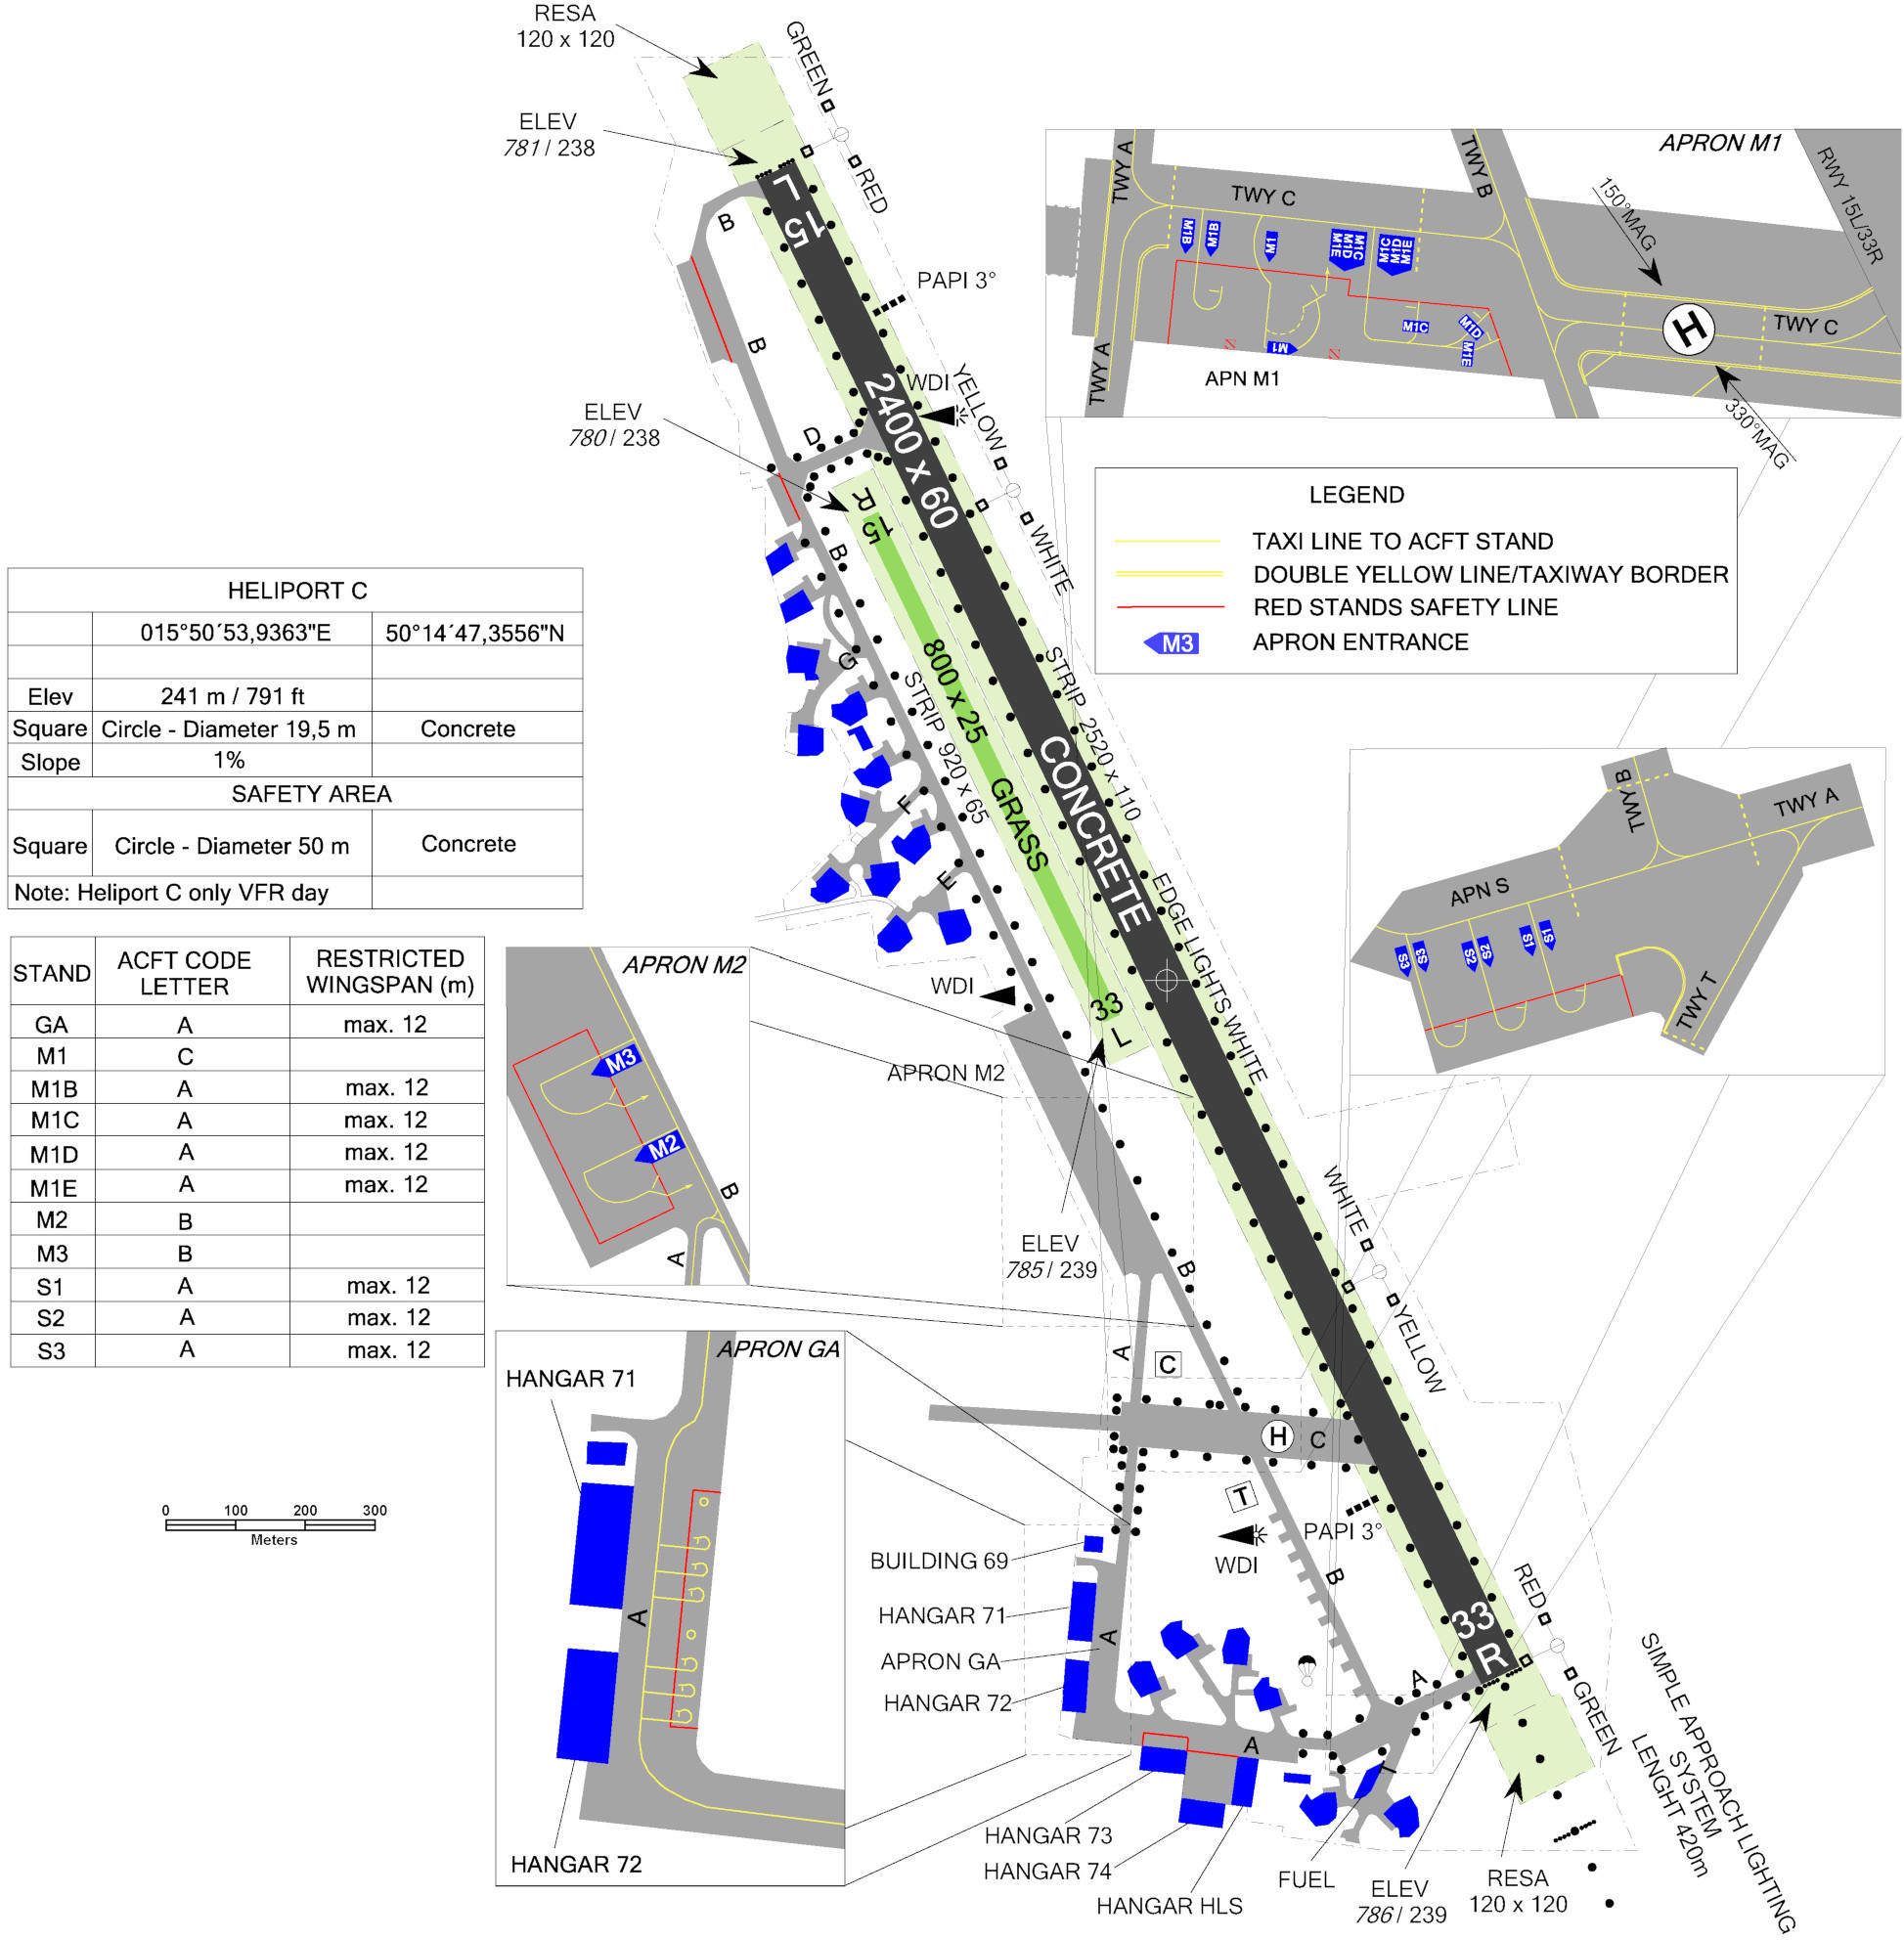 RESA
120 x 120
GREEN
ELEV
781 / 238
RED
15
L
B
PAPI 3°
B
WDI
YELLOW
ELEV
780 / 238
D
2400 x 60
WHITE
15
R
B
G
800 x 25
STRIP 2520 x 110
STRIP 920 x 65
GRASS
CONCRETE
F
E
EDGE LIGHTS WHITE
WDI
33
L
APRON M2
ELEV
785 / 239
B
WHITE
YELLOW
A
C
H
C
T
PAPI 3°
WDI
B
BUILDING 69
HANGAR 71
A
APRON GA
HANGAR 72
33
R
RED
GREEN
A
A
T
HANGAR 73
HANGAR 74
HANGAR HLS
FUEL
ELEV
786 / 239
RESA
120 x 120
SIMPLE APPROACH LIGHTING
SYSTEM
LENGHT 420m
APRON M1
TWY A
TWY C
TWY B
150°MAG
RWY 15L/33R
M1B
M1B
M1
M1C
M1D
M1E
M1C
M1D
M1E
M1C
M1D
M1E
M1
H
TWY C
TWY A
APN M1
330°MAG
LEGEND
TAXI LINE TO ACFT STAND
DOUBLE YELLOW LINE/TAXIWAY BORDER
RED STANDS SAFETY LINE
M3 APRON ENTRANCE
TWY B
TWY A
APN S
S3
S3
S2
S2
S1
S1
TWY T
HELIPORT C
015°50´53,9363"E 50°14´47,3556"N
Elev 241 m / 791 ft
Square Circle - Diameter 19,5 m Concrete
Slope 1%
SAFETY AREA
Square Circle - Diameter 50 m Concrete
Note: Heliport C only VFR day
STAND ACFT CODE LETTER RESTRICTED WINGSPAN (m)
GA A max. 12
M1 C
M1B A max. 12
M1C A max. 12
M1D A max. 12
M1E A max. 12
M2 B
M3 B
S1 A max. 12
S2 A max. 12
S3 A max. 12
APRON M2
M3
M2
B
A
APRON GA
HANGAR 71
A
HANGAR 72
0 100 200 300
Meters